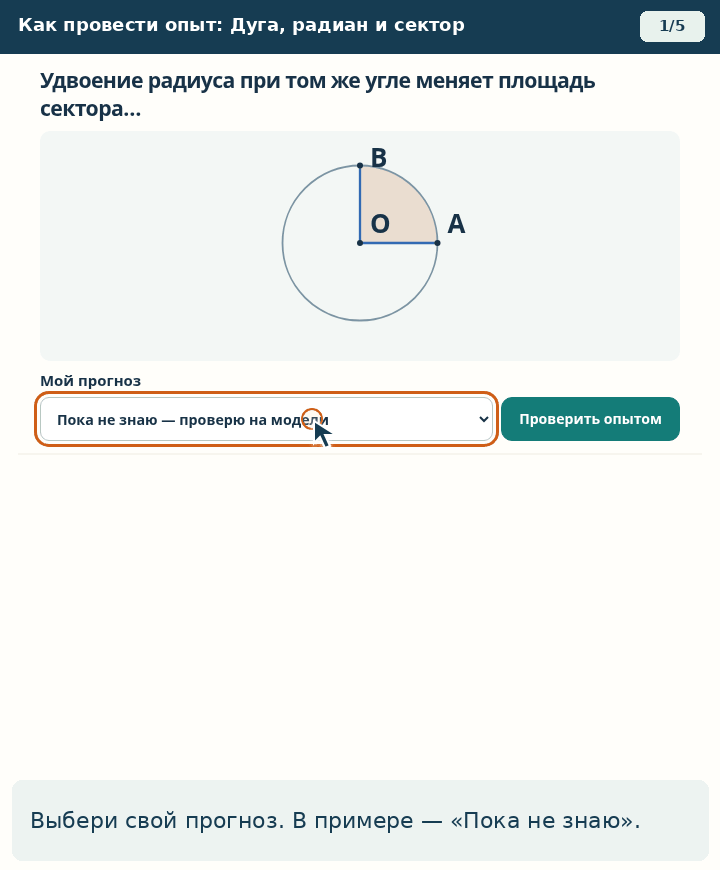 Как провести опыт: Дуга, радиан и сектор
1/5
Удвоение радиуса при том же угле меняет площадь
сектора...
B
O
A
Мой прогноз
Пока не знаю — проверю на модели
Проверить опытом
Выбери свой прогноз. В примере — «Пока не знаю».